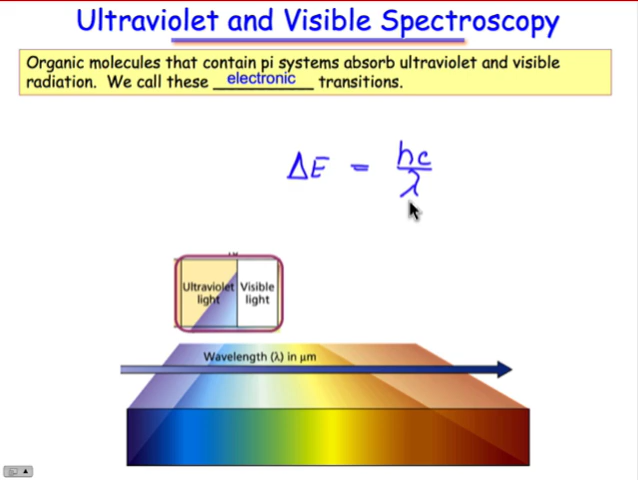 Ultraviolet and Visible Spectroscopy
Organic molecules that contain pi systems absorb ultraviolet and visible
radiation. We call these electronic transitions.
ΔE = hc/λ
Ultraviolet light
Visible light
Wavelength (λ) in μm